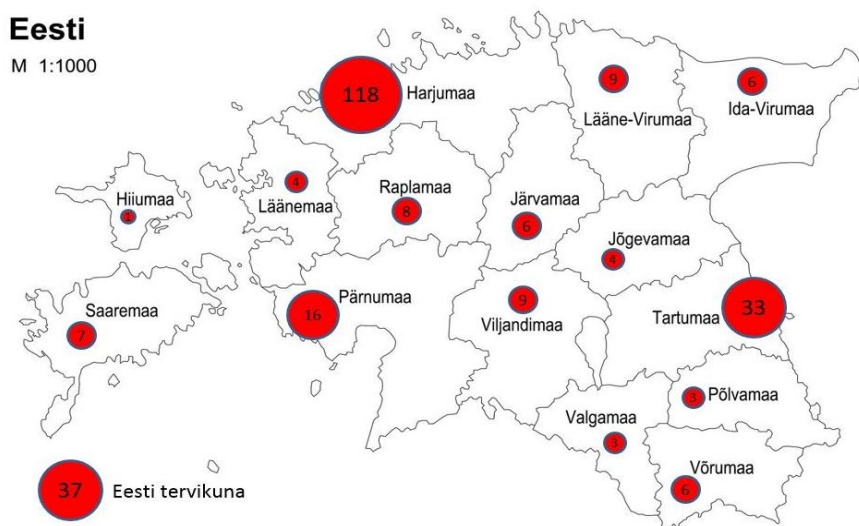 Eesti
M 1:1000
118
Harjumaa
9
Lääne-Virumaa
6
Ida-Virumaa
4
Läänemaa
Raplamaa
8
Järvamaa
6
Hiiumaa
1
Jõgevamaa
4
Saaremaa
7
Pärnumaa
16
9
Viljandimaa
Tartumaa
33
Valgamaa
3
3
Põlvamaa
Võrumaa
6
37
Eesti tervikuna